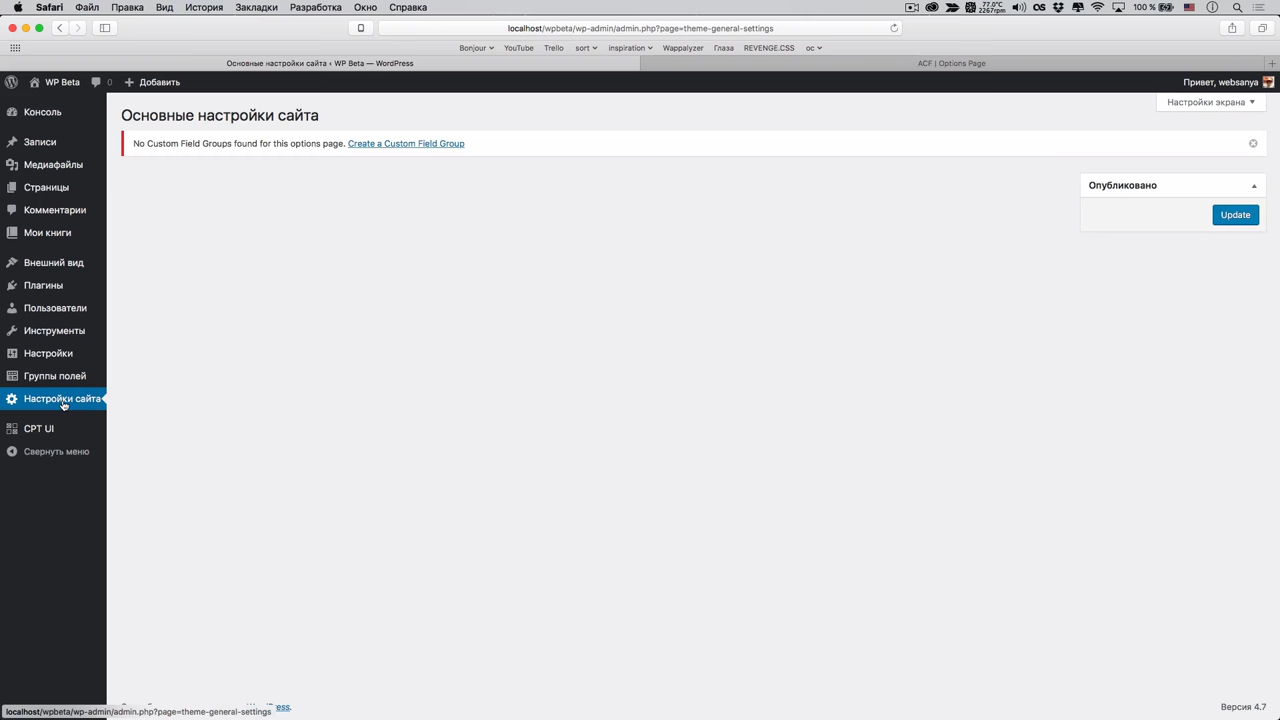 Safari Файл Правка Вид История Закладки Разработка Окно Справка 77.0°C 2267rpm 100 %
localhost/wpbeta/wp-admin/admin.php?page=theme-general-settings
Bonjour YouTube Trello sort inspiration Wappalyzer Глаза REVENGE.CSS ос
Основные настройки сайта ‹ WP Beta — WordPress ACF | Options Page
WP Beta 0 Добавить Привет, websanya
Настройки экрана
Консоль
Записи
Медиафайлы
Страницы
Комментарии
Мои книги
Внешний вид
Плагины
Пользователи
Инструменты
Настройки
Группы полей
Настройки сайта
CPT UI
Свернуть меню
Основные настройки сайта
No Custom Field Groups found for this options page. Create a Custom Field Group
Опубликовано
Update
Версия 4.7
localhost/wpbeta/wp-admin/admin.php?page=theme-general-settings